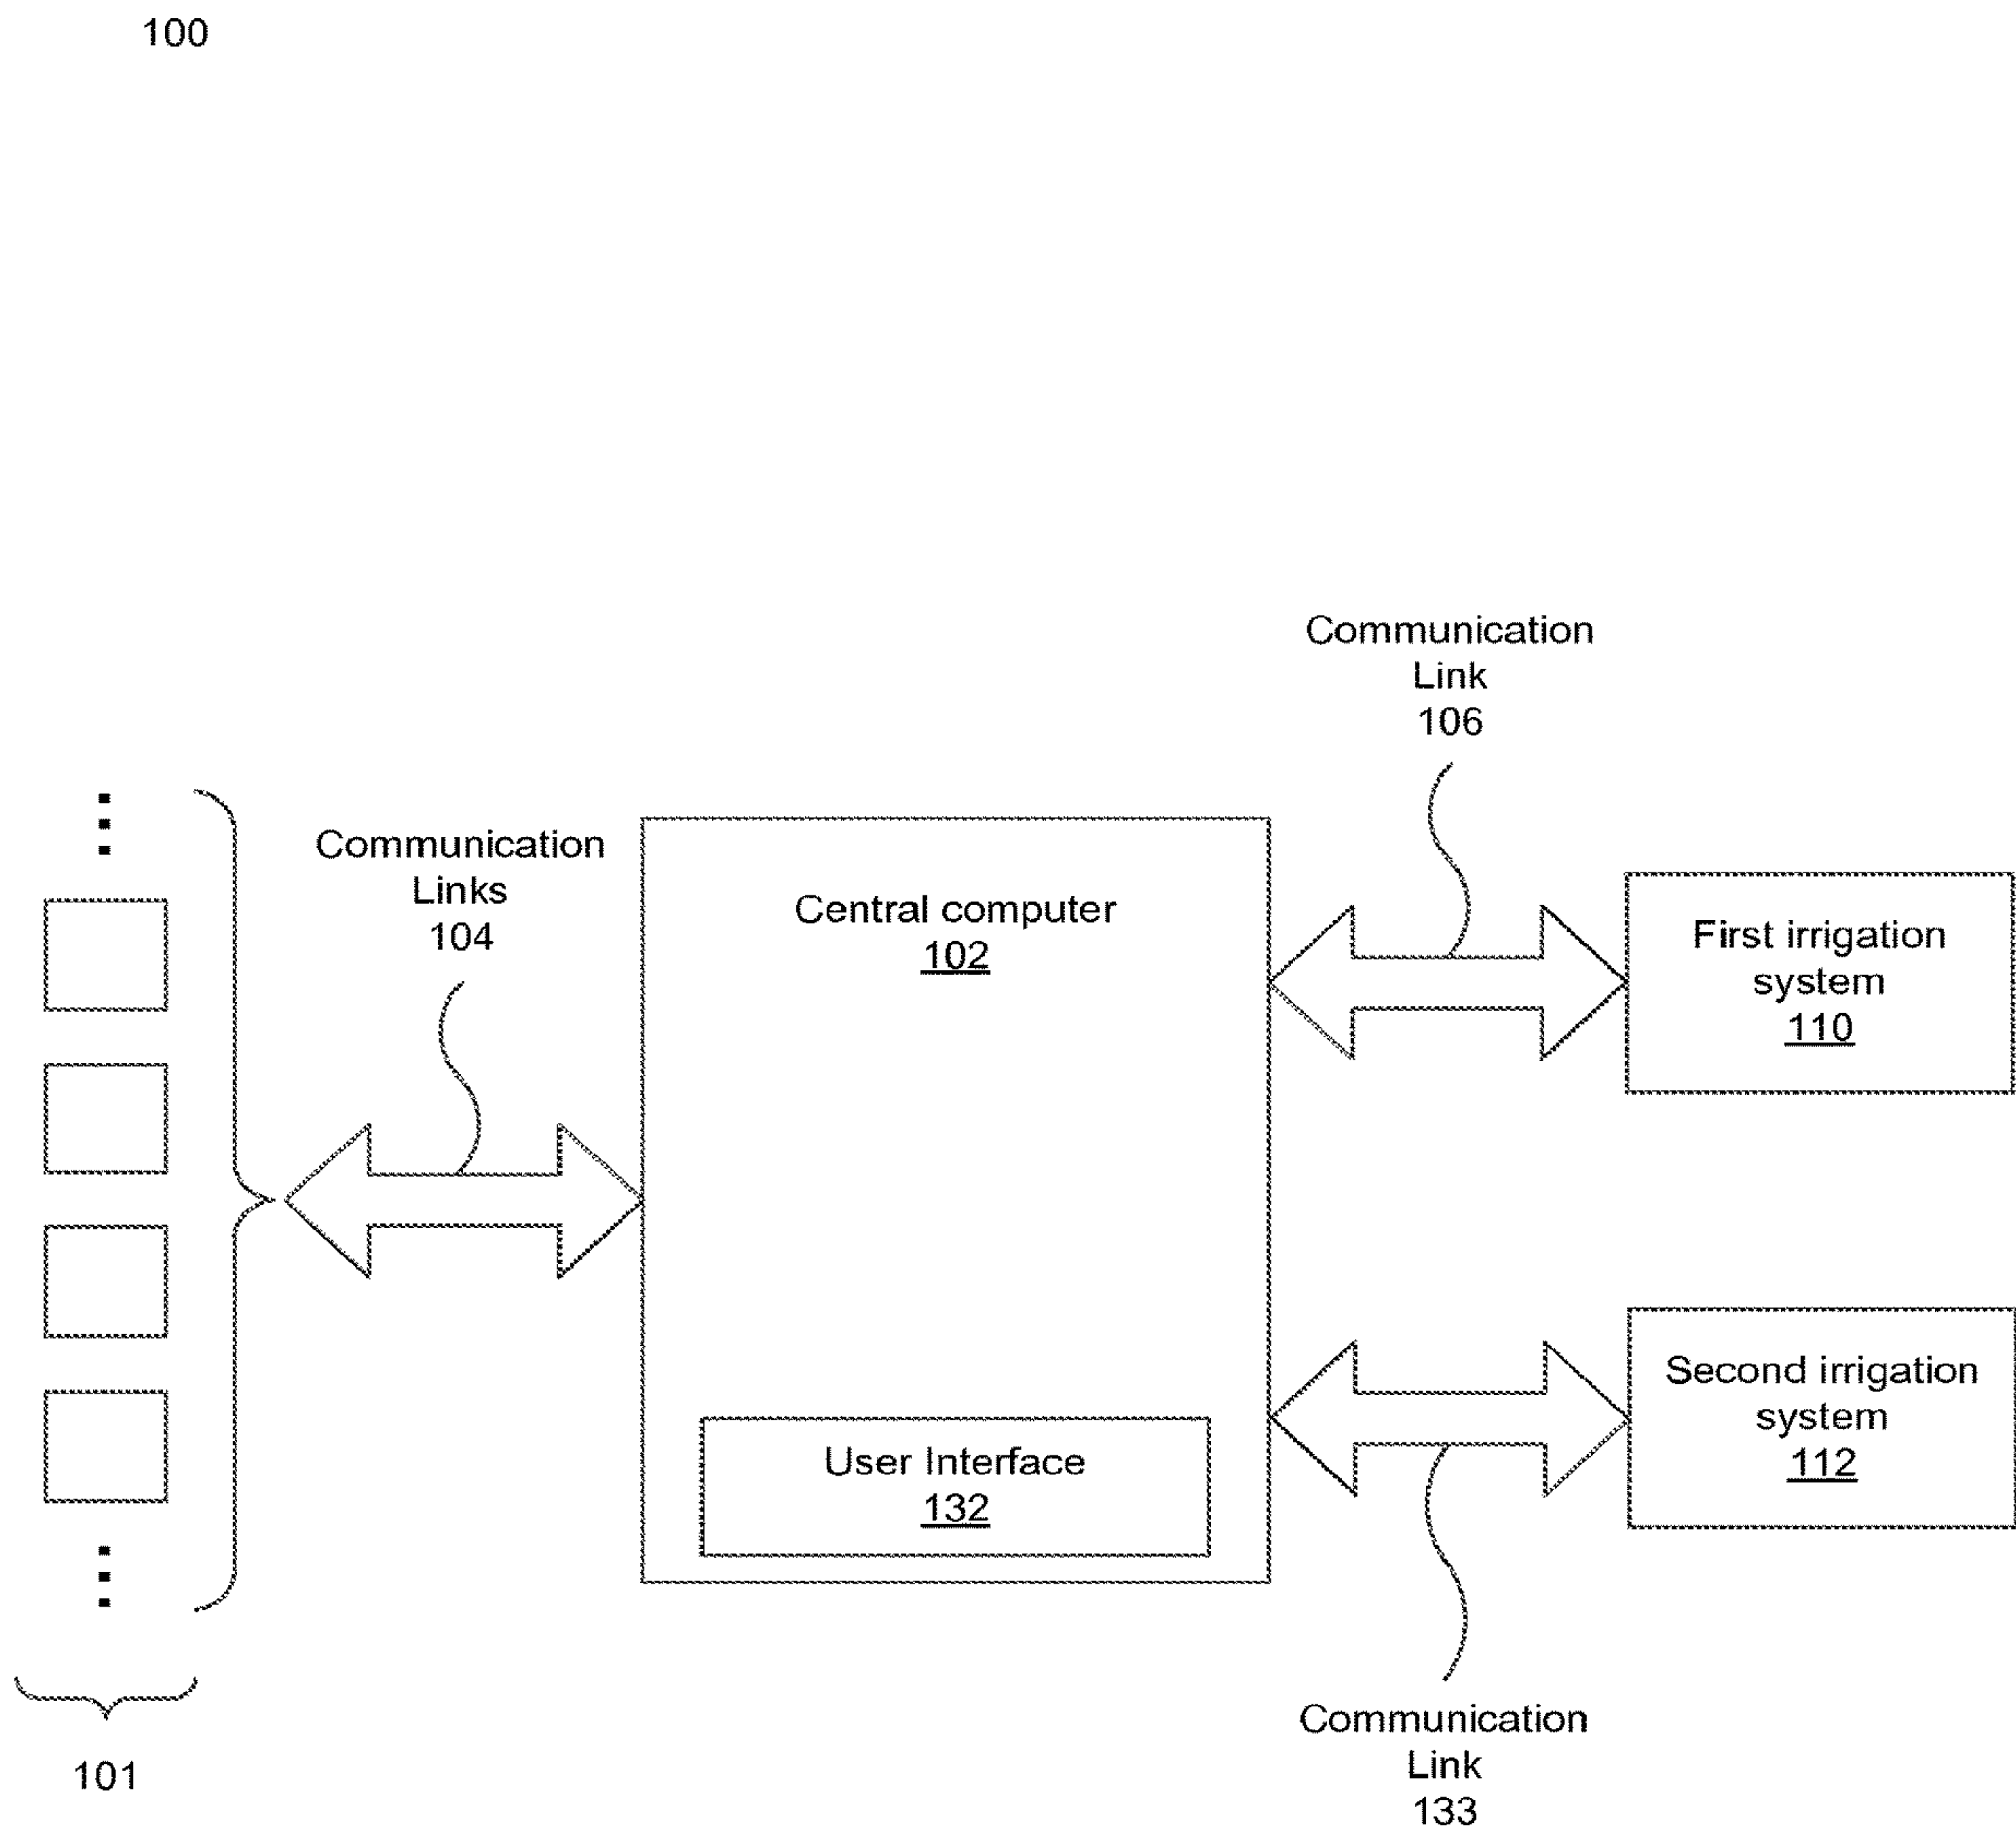 100
Communication
Link
106
Communication
Links
104
Central computer
102
First irrigation
system
110
User Interface
132
Second irrigation
system
112
101
Communication
Link
133